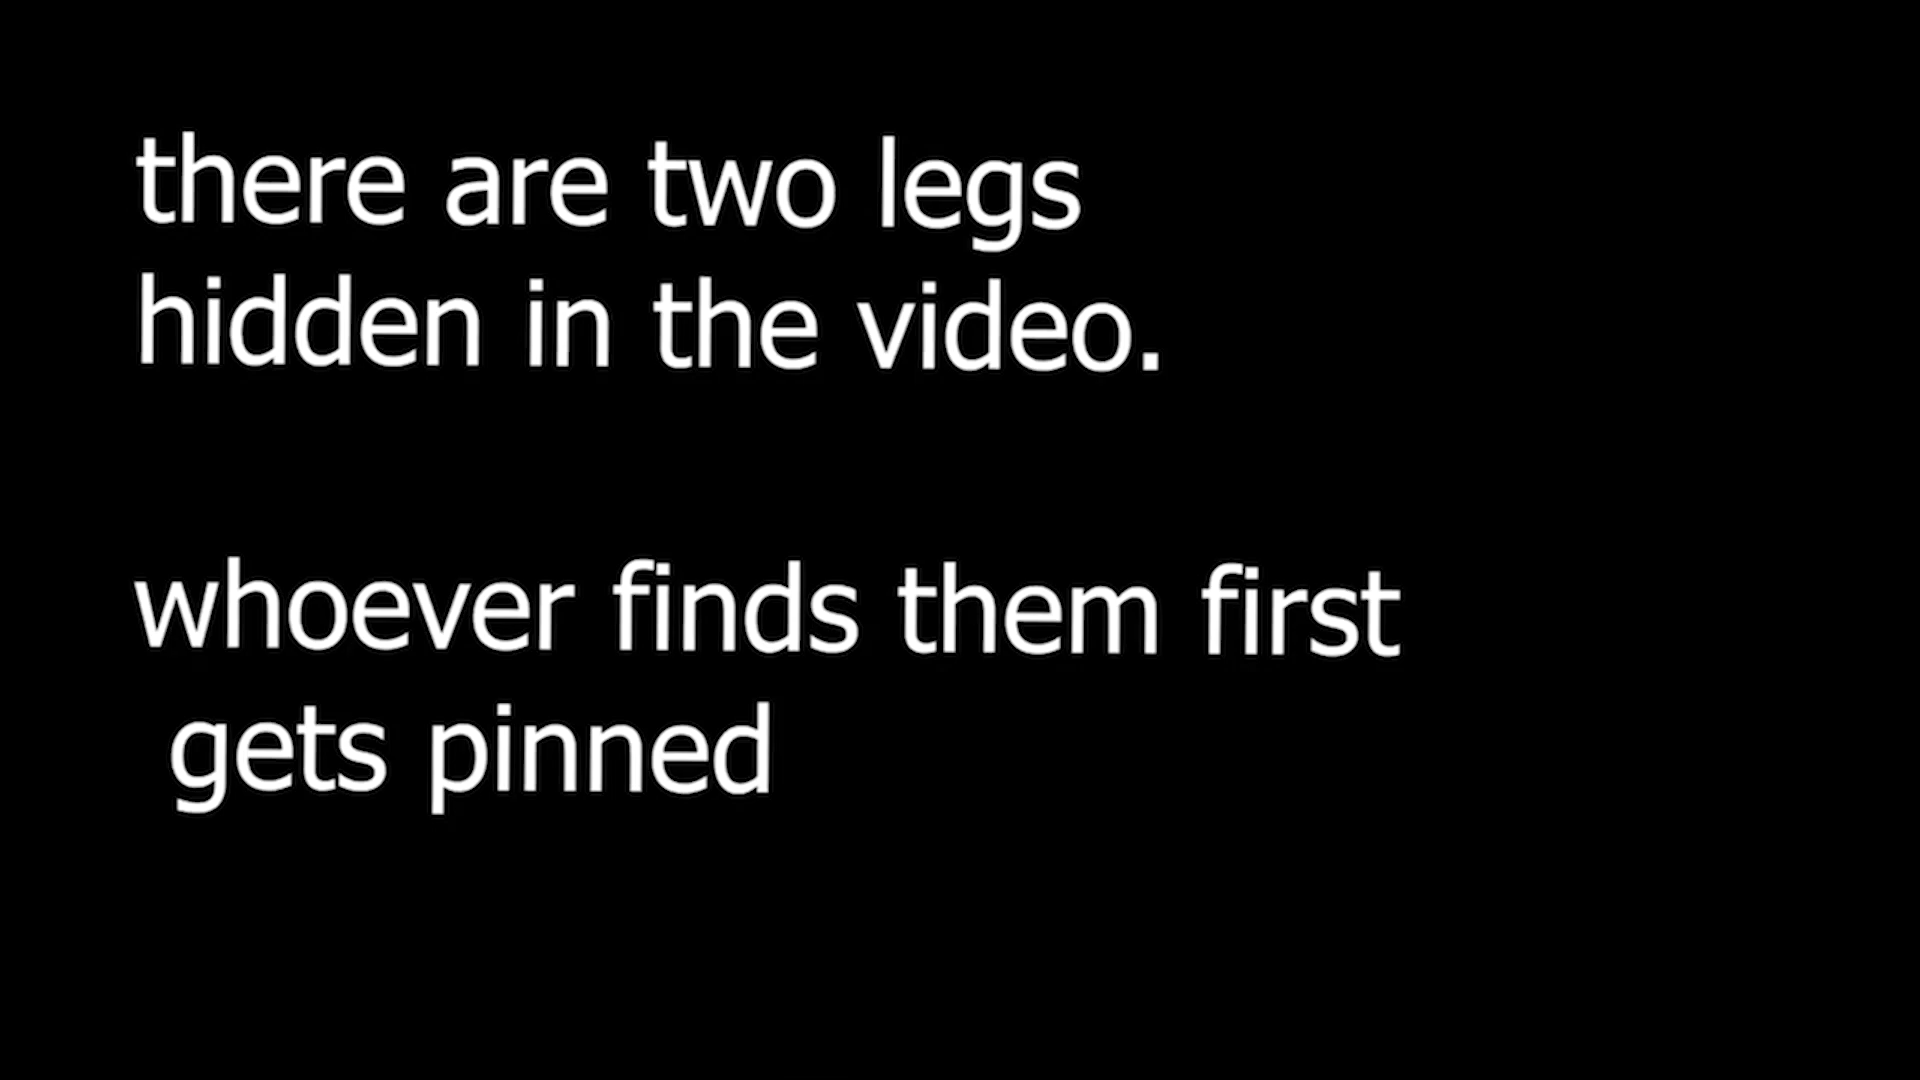 there are two legs
hidden in the video.
whoever finds them first
gets pinned